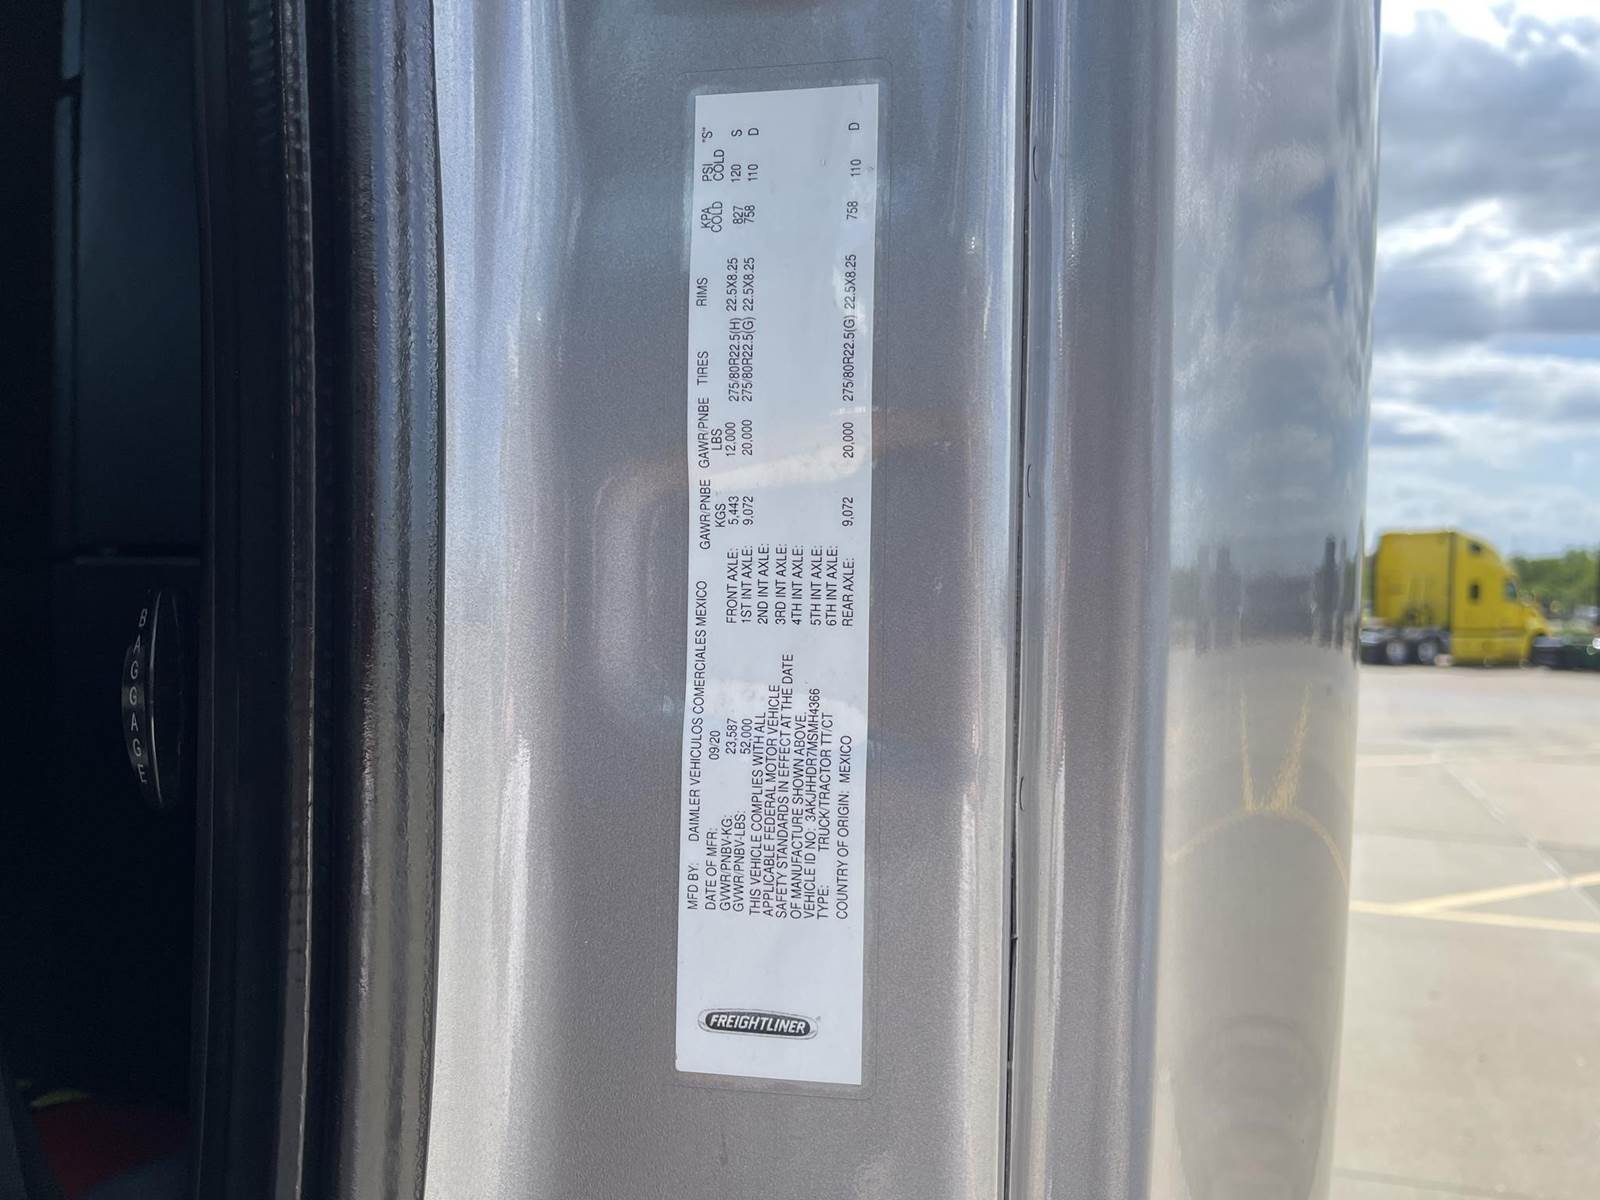 MFD BY: DAIMLER VEHICULOS COMERCIALES MEXICO
DATE OF MFR: 09/20
GVWR/PNBV-KG: 23,587
GVWR/PNBV-LBS: 52,000
THIS VEHICLE COMPLIES WITH ALL
APPLICABLE FEDERAL MOTOR VEHICLE
SAFETY STANDARDS IN EFFECT AT THE DATE
OF MANUFACTURE SHOWN ABOVE.
VEHICLE ID NO: 3AKJHHDR7MSMH4366
TYPE: TRUCK/TRACTOR TT/CT
COUNTRY OF ORIGIN: MEXICO
GAWR/PNBE GAWR/PNBE TIRES RIMS KPA PSI "S"
KGS LBS COLD COLD
FRONT AXLE: 5,443 12,000 275/80R22.5(H) 22.5X8.25 827 120 S
1ST INT AXLE: 9,072 20,000 275/80R22.5(G) 22.5X8.25 758 110 D
2ND INT AXLE:
3RD INT AXLE:
4TH INT AXLE:
5TH INT AXLE:
6TH INT AXLE:
REAR AXLE: 9,072 20,000 275/80R22.5(G) 22.5X8.25 758 110 D
FREIGHTLINER
BAGGAGE